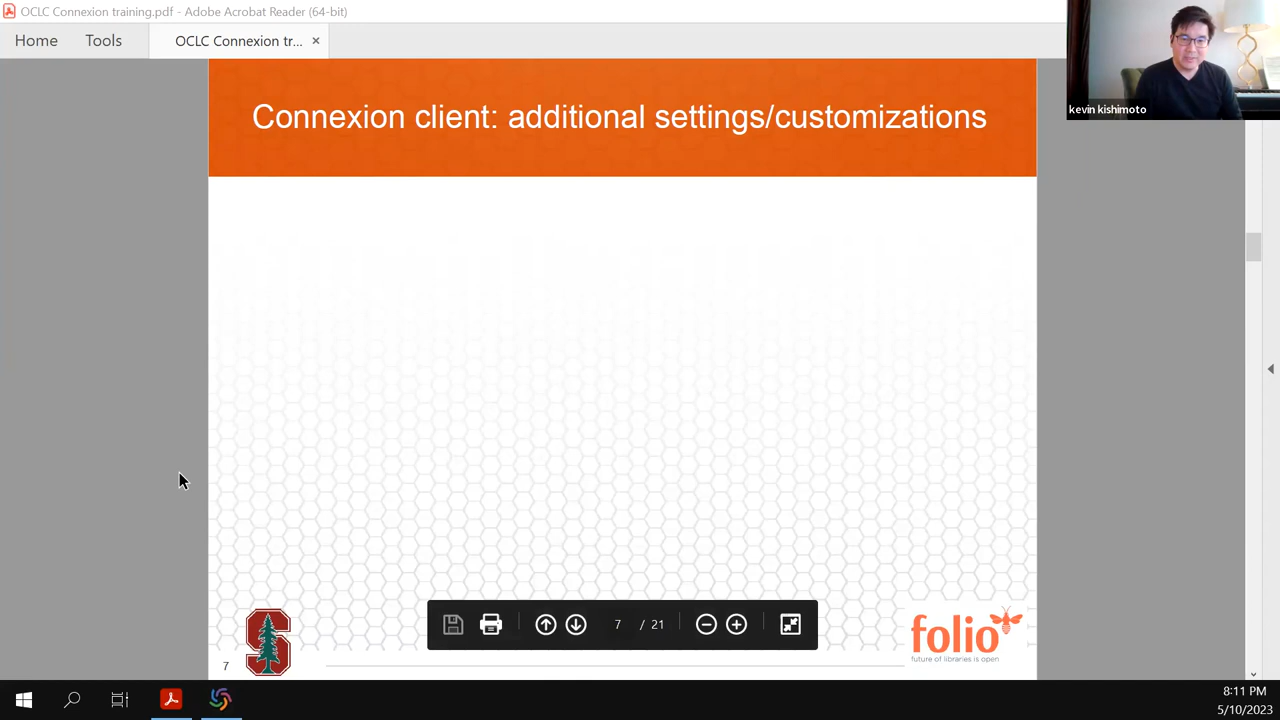 OCLC Connexion training.pdf - Adobe Acrobat Reader (64-bit)
Home
Tools
OCLC Connexion tr...
kevin kishimoto
Connexion client: additional settings/customizations
7 / 21
folio
future of libraries is open
7
S
8:11 PM
5/10/2023